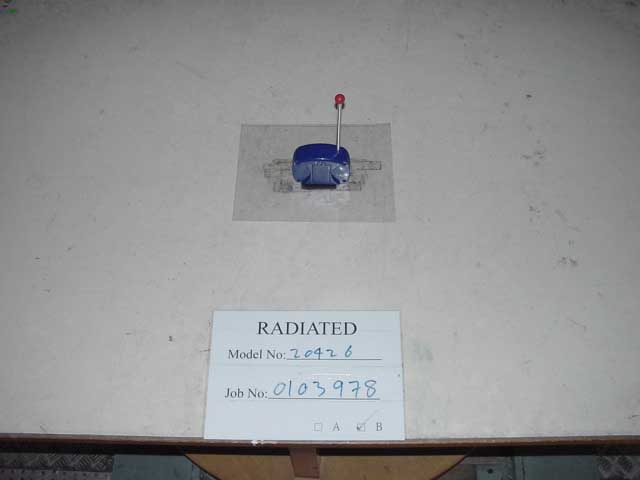 RADIATED
Model No: 20426
Job No: 0103978
☐ A ☑ B